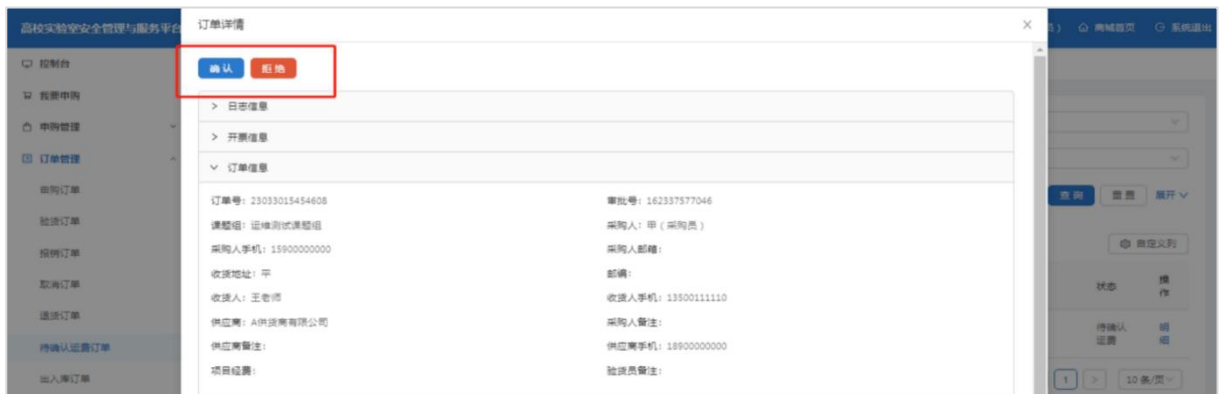 高校实验室安全管理与服务平台
订单详情
商城首页
系统退出
控制台
我要申购
申购管理
订单管理
申购订单
验货订单
报销订单
取消订单
退货订单
待确认运费订单
出入库订单
确认
拒绝
日志信息
开票信息
订单信息
订单号：23033015454608
审批号：162337577046
课题组：运维测试课题组
采购人：甲（采购员）
采购人手机：15900000000
采购人邮箱：
收货地址：平
邮编：
收货人：王老师
收货人手机：13500111110
供应商：A供货商有限公司
采购人备注：
供应商备注：
供应商手机：18900000000
项目经费：
验货员备注：
查询
重置
展开
自定义列
状态
操作
待确认
运费
明细
1
10 条/页